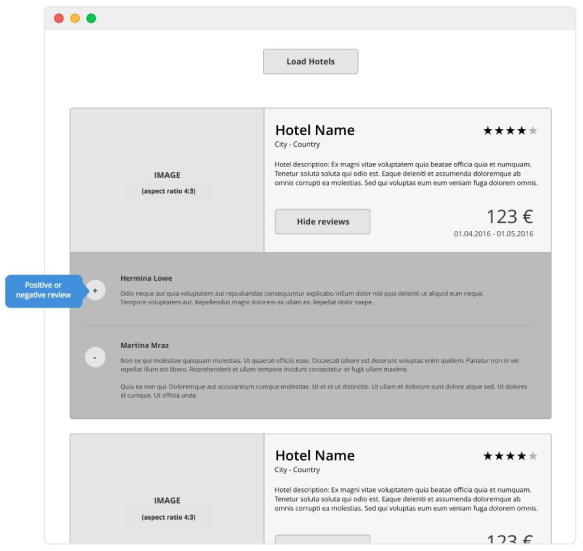 Load Hotels
IMAGE
(aspect ratio 4:3)
Hotel Name
★★★★★
City - Country
Hotel description: Ex magni vitae voluptatem quia beatae officia quia et numquam.
Tenetur soluta soluta qui odio est. Eaque deleniti et assumenda doloremque ab
omnis corrupti ea molestias. Sed qui voluptas eum eum veniam fuga dolorem omnis.
Hide reviews
123 €
01.04.2016 - 01.05.2016
Positive or
negative review
+
Hermina Lowe
Odio neque aut quia voluptatem aut repudiandae consequuntur explicabo.\nEum dolor nisi quia deleniti ut aliquid eum neque.
Tempore voluptatem aut. Repellendus magni dolorem ex ullam ex. Repellat dolor saepe.
-
Martina Mraz
Non ex qui molestiae quisquam molestias. Ut quaerat officiis esse. Occaecati labore est deserunt voluptas enim quidem. Pariatur non in vel
repellat illum est libero. Reprehenderit et ullam tempore incidunt consectetur et fugit ullam maxime.
Quia ea non qui. Doloremque aut accusantium cumque molestiae. Ut et et ut distinctio. Ut ullam et dolorum sunt dolore atque sed. Ut dolores
id cumque. Ut officia unde.
IMAGE
(aspect ratio 4:3)
Hotel Name
★★★★★
City - Country
Hotel description: Ex magni vitae voluptatem quia beatae officia quia et numquam.
Tenetur soluta soluta qui odio est. Eaque deleniti et assumenda doloremque ab
omnis corrupti ea molestias. Sed qui voluptas eum eum veniam fuga dolorem omnis.
123 €